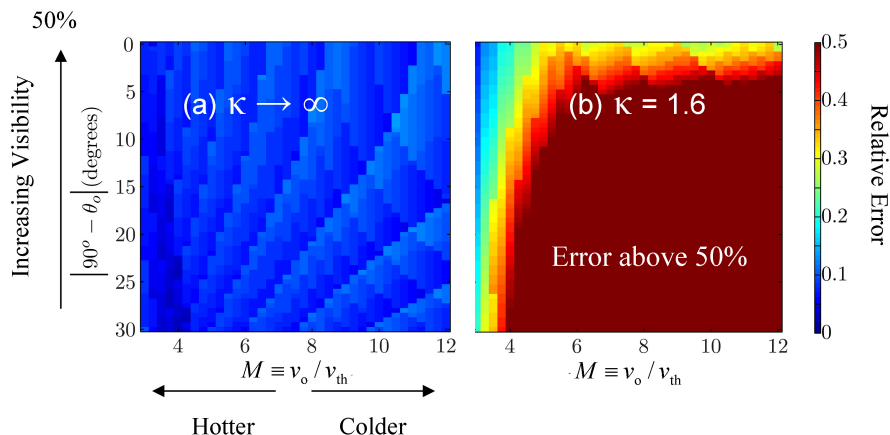 50%
Increasing Visibility
|90° − θₒ| (degrees)
0
5
10
15
20
25
30
(a) κ → ∞
4 6 8 10 12
M ≡ vₒ / vₜₕ
Hotter Colder
(b) κ = 1.6
Error above 50%
4 6 8 10 12
M ≡ vₒ / vₜₕ
0.5
0.4
0.3
0.2
0.1
0
Relative Error